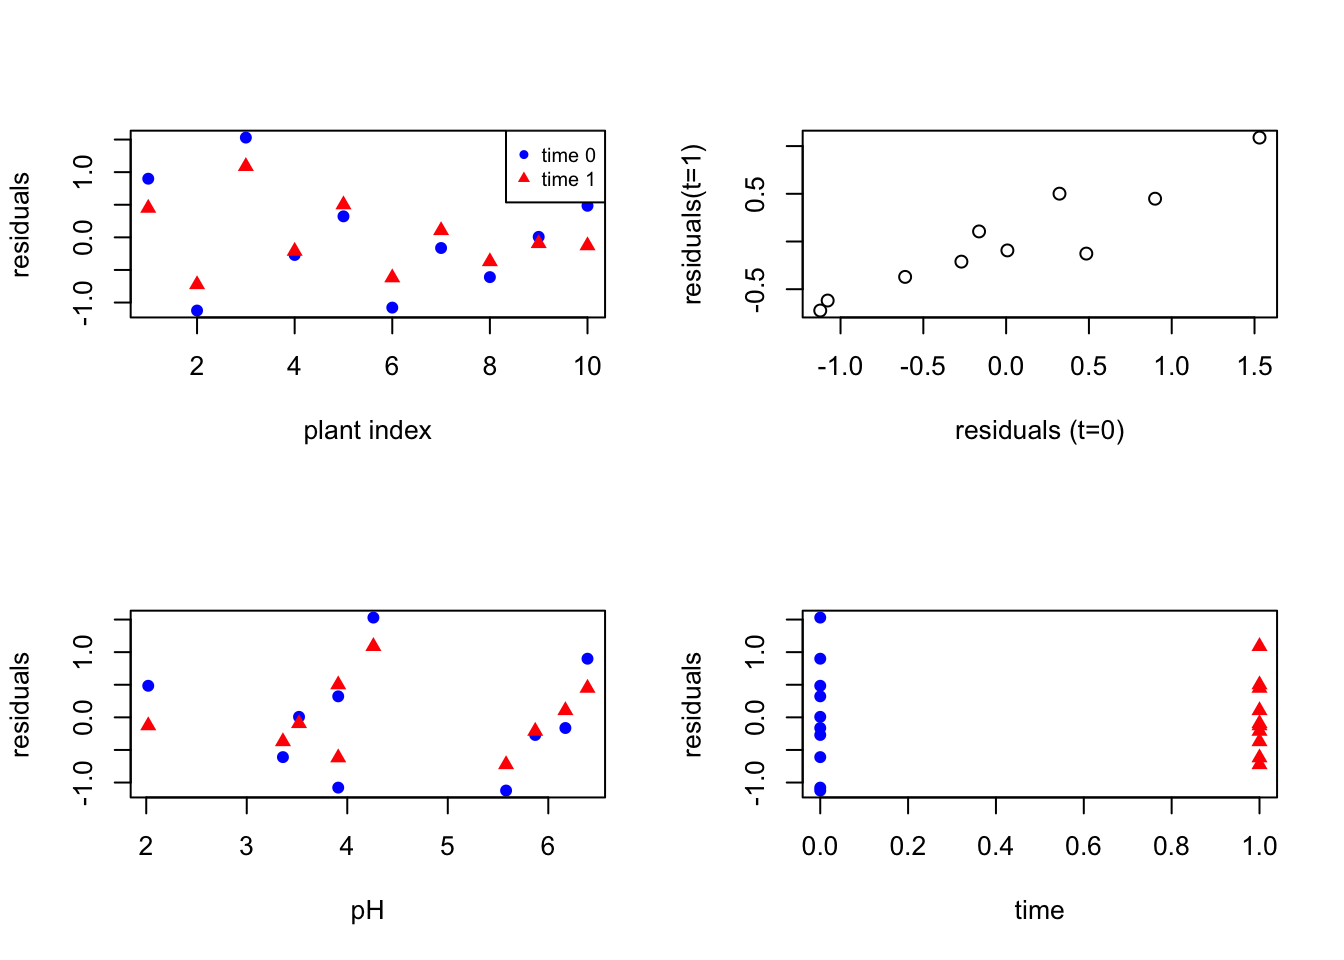 residuals
1.0
0.0
-1.0
time 0
time 1
2 4 6 8 10
plant index
residuals(t=1)
0.5
-0.5
-1.0 -0.5 0.0 0.5 1.0 1.5
residuals (t=0)
residuals
1.0
0.0
-1.0
2 3 4 5 6
pH
residuals
1.0
0.0
-1.0
0.0 0.2 0.4 0.6 0.8 1.0
time